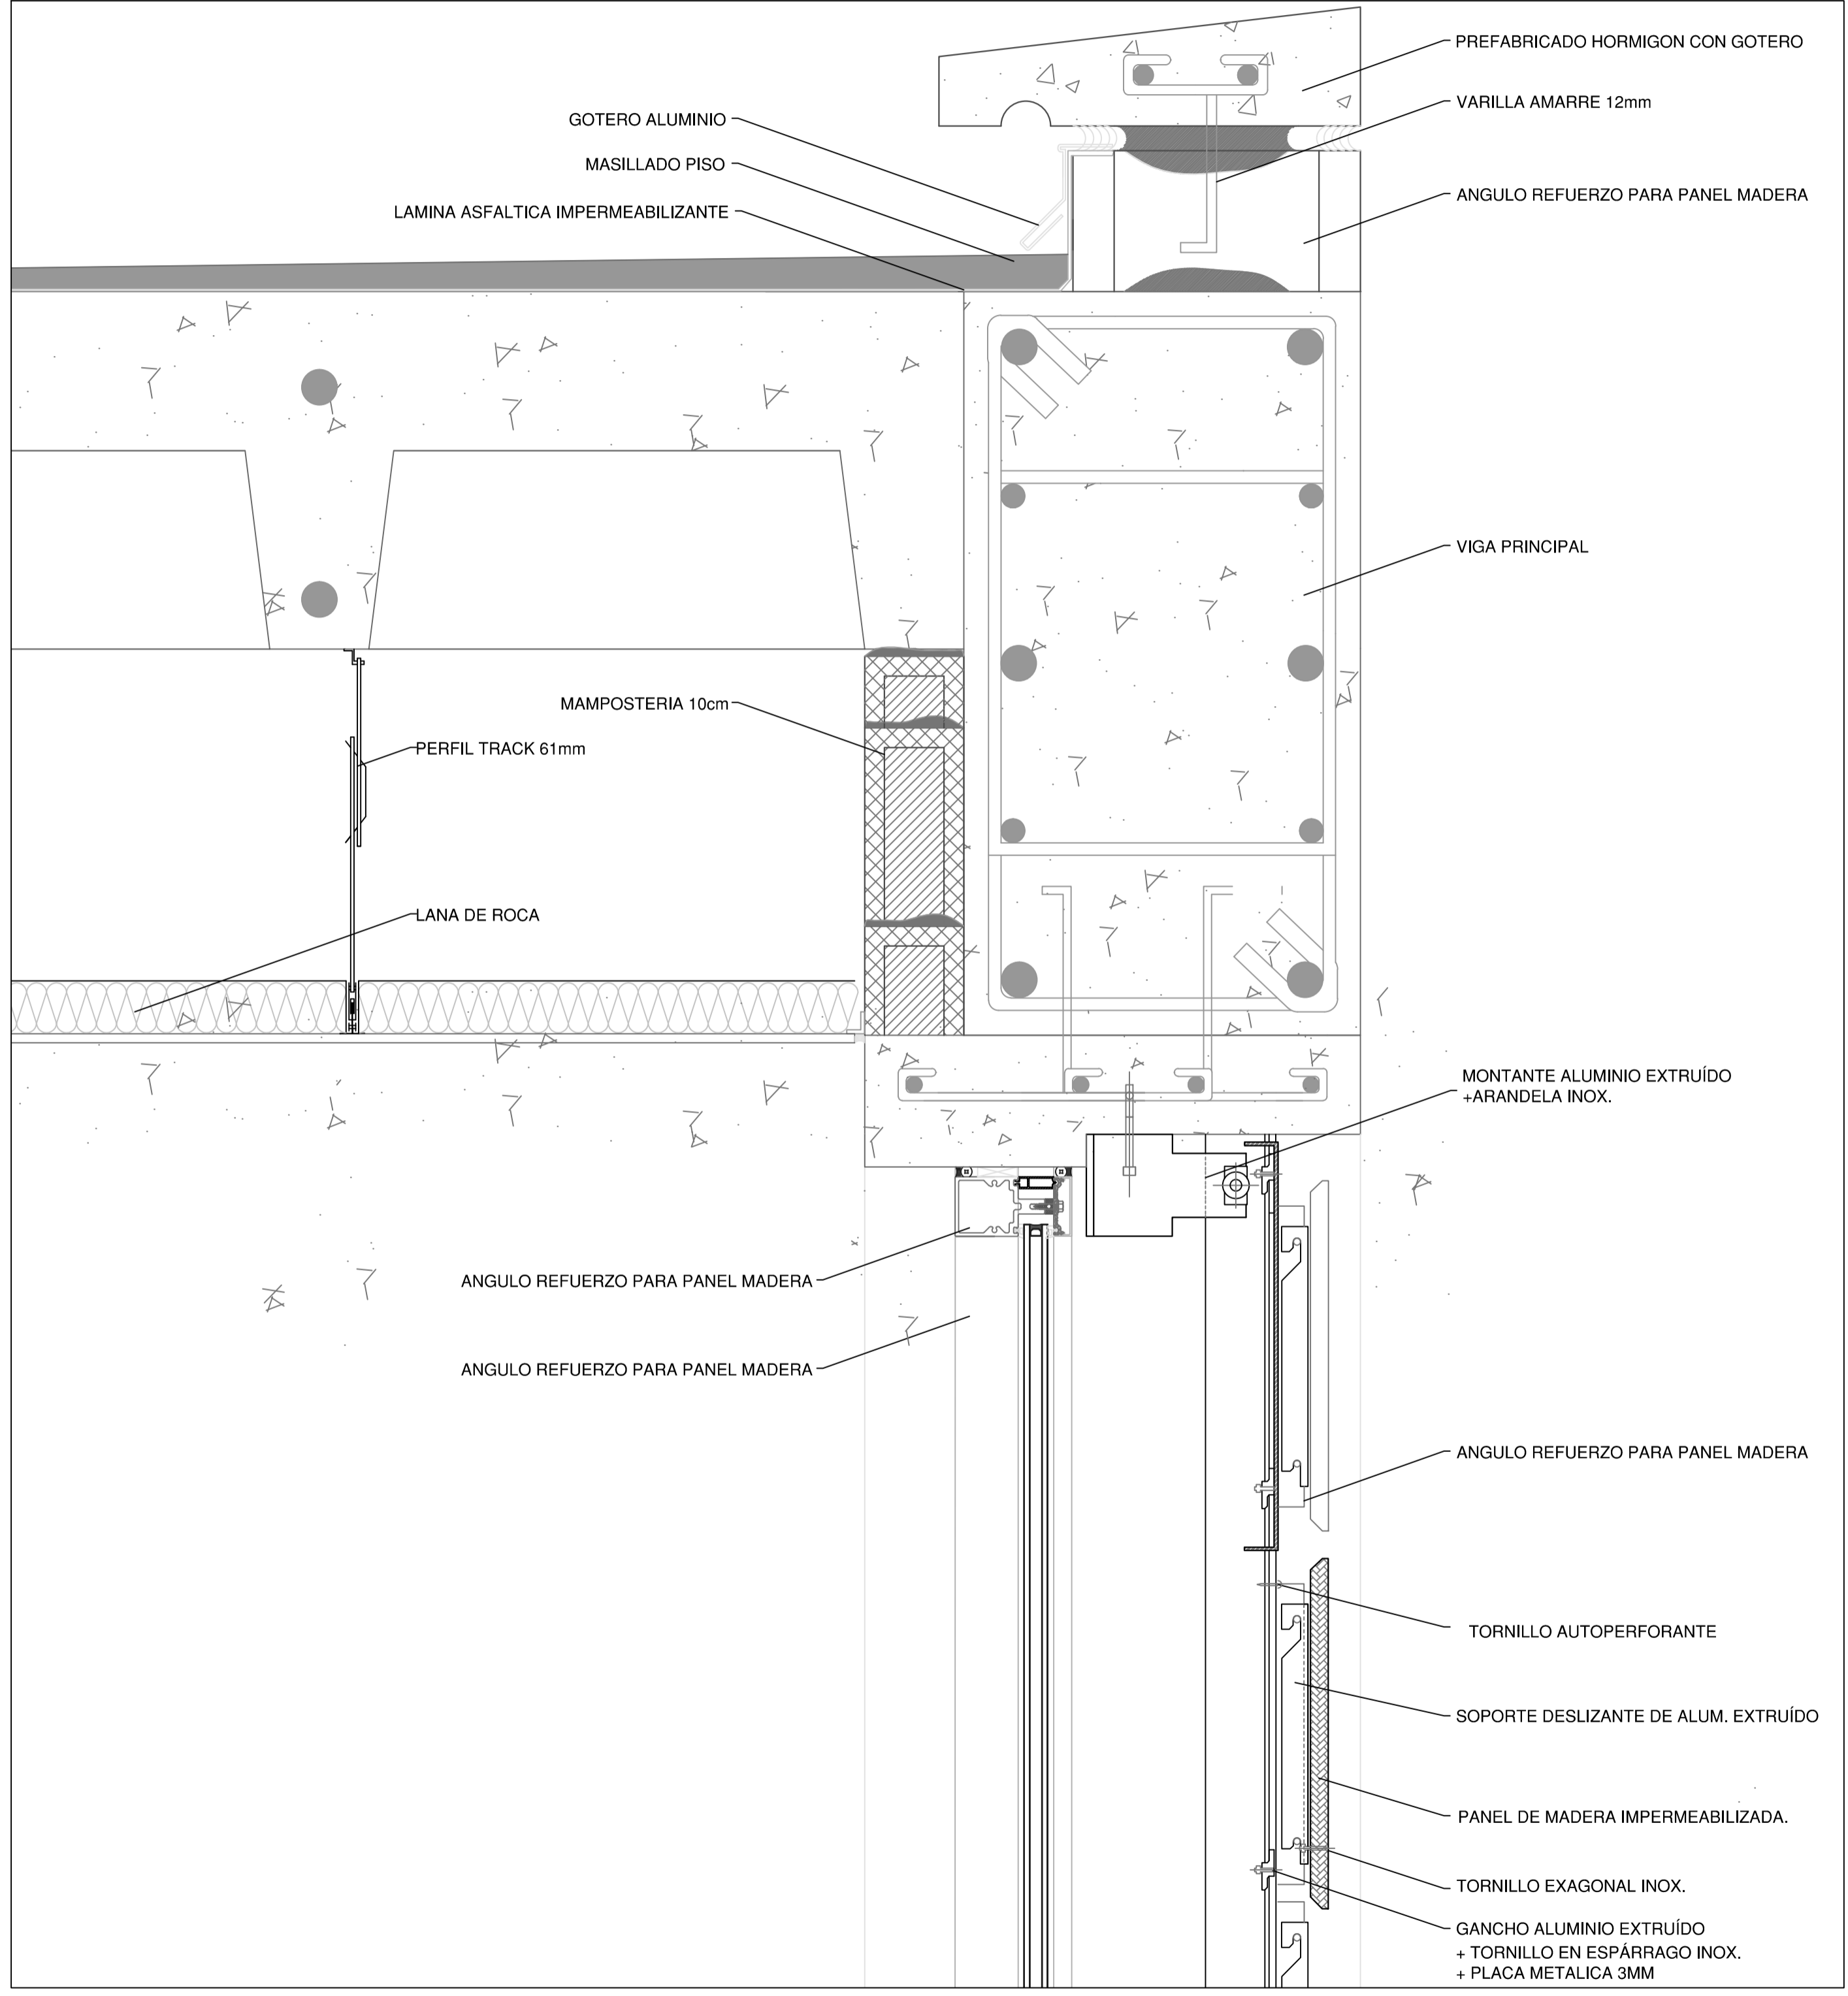 PREFABRICADO HORMIGON CON GOTERO
VARILLA AMARRE 12mm
GOTERO ALUMINIO
MASILLADO PISO
ANGULO REFUERZO PARA PANEL MADERA
LAMINA ASFALTICA IMPERMEABILIZANTE
VIGA PRINCIPAL
MAMPOSTERIA 10cm
PERFIL TRACK 61mm
LANA DE ROCA
MONTANTE ALUMINIO EXTRUÍDO
+ARANDELA INOX.
ANGULO REFUERZO PARA PANEL MADERA
ANGULO REFUERZO PARA PANEL MADERA
ANGULO REFUERZO PARA PANEL MADERA
TORNILLO AUTOPERFORANTE
SOPORTE DESLIZANTE DE ALUM. EXTRUÍDO
PANEL DE MADERA IMPERMEABILIZADA.
TORNILLO EXAGONAL INOX.
GANCHO ALUMINIO EXTRUÍDO
+ TORNILLO EN ESPÁRRAGO INOX.
+ PLACA METALICA 3MM